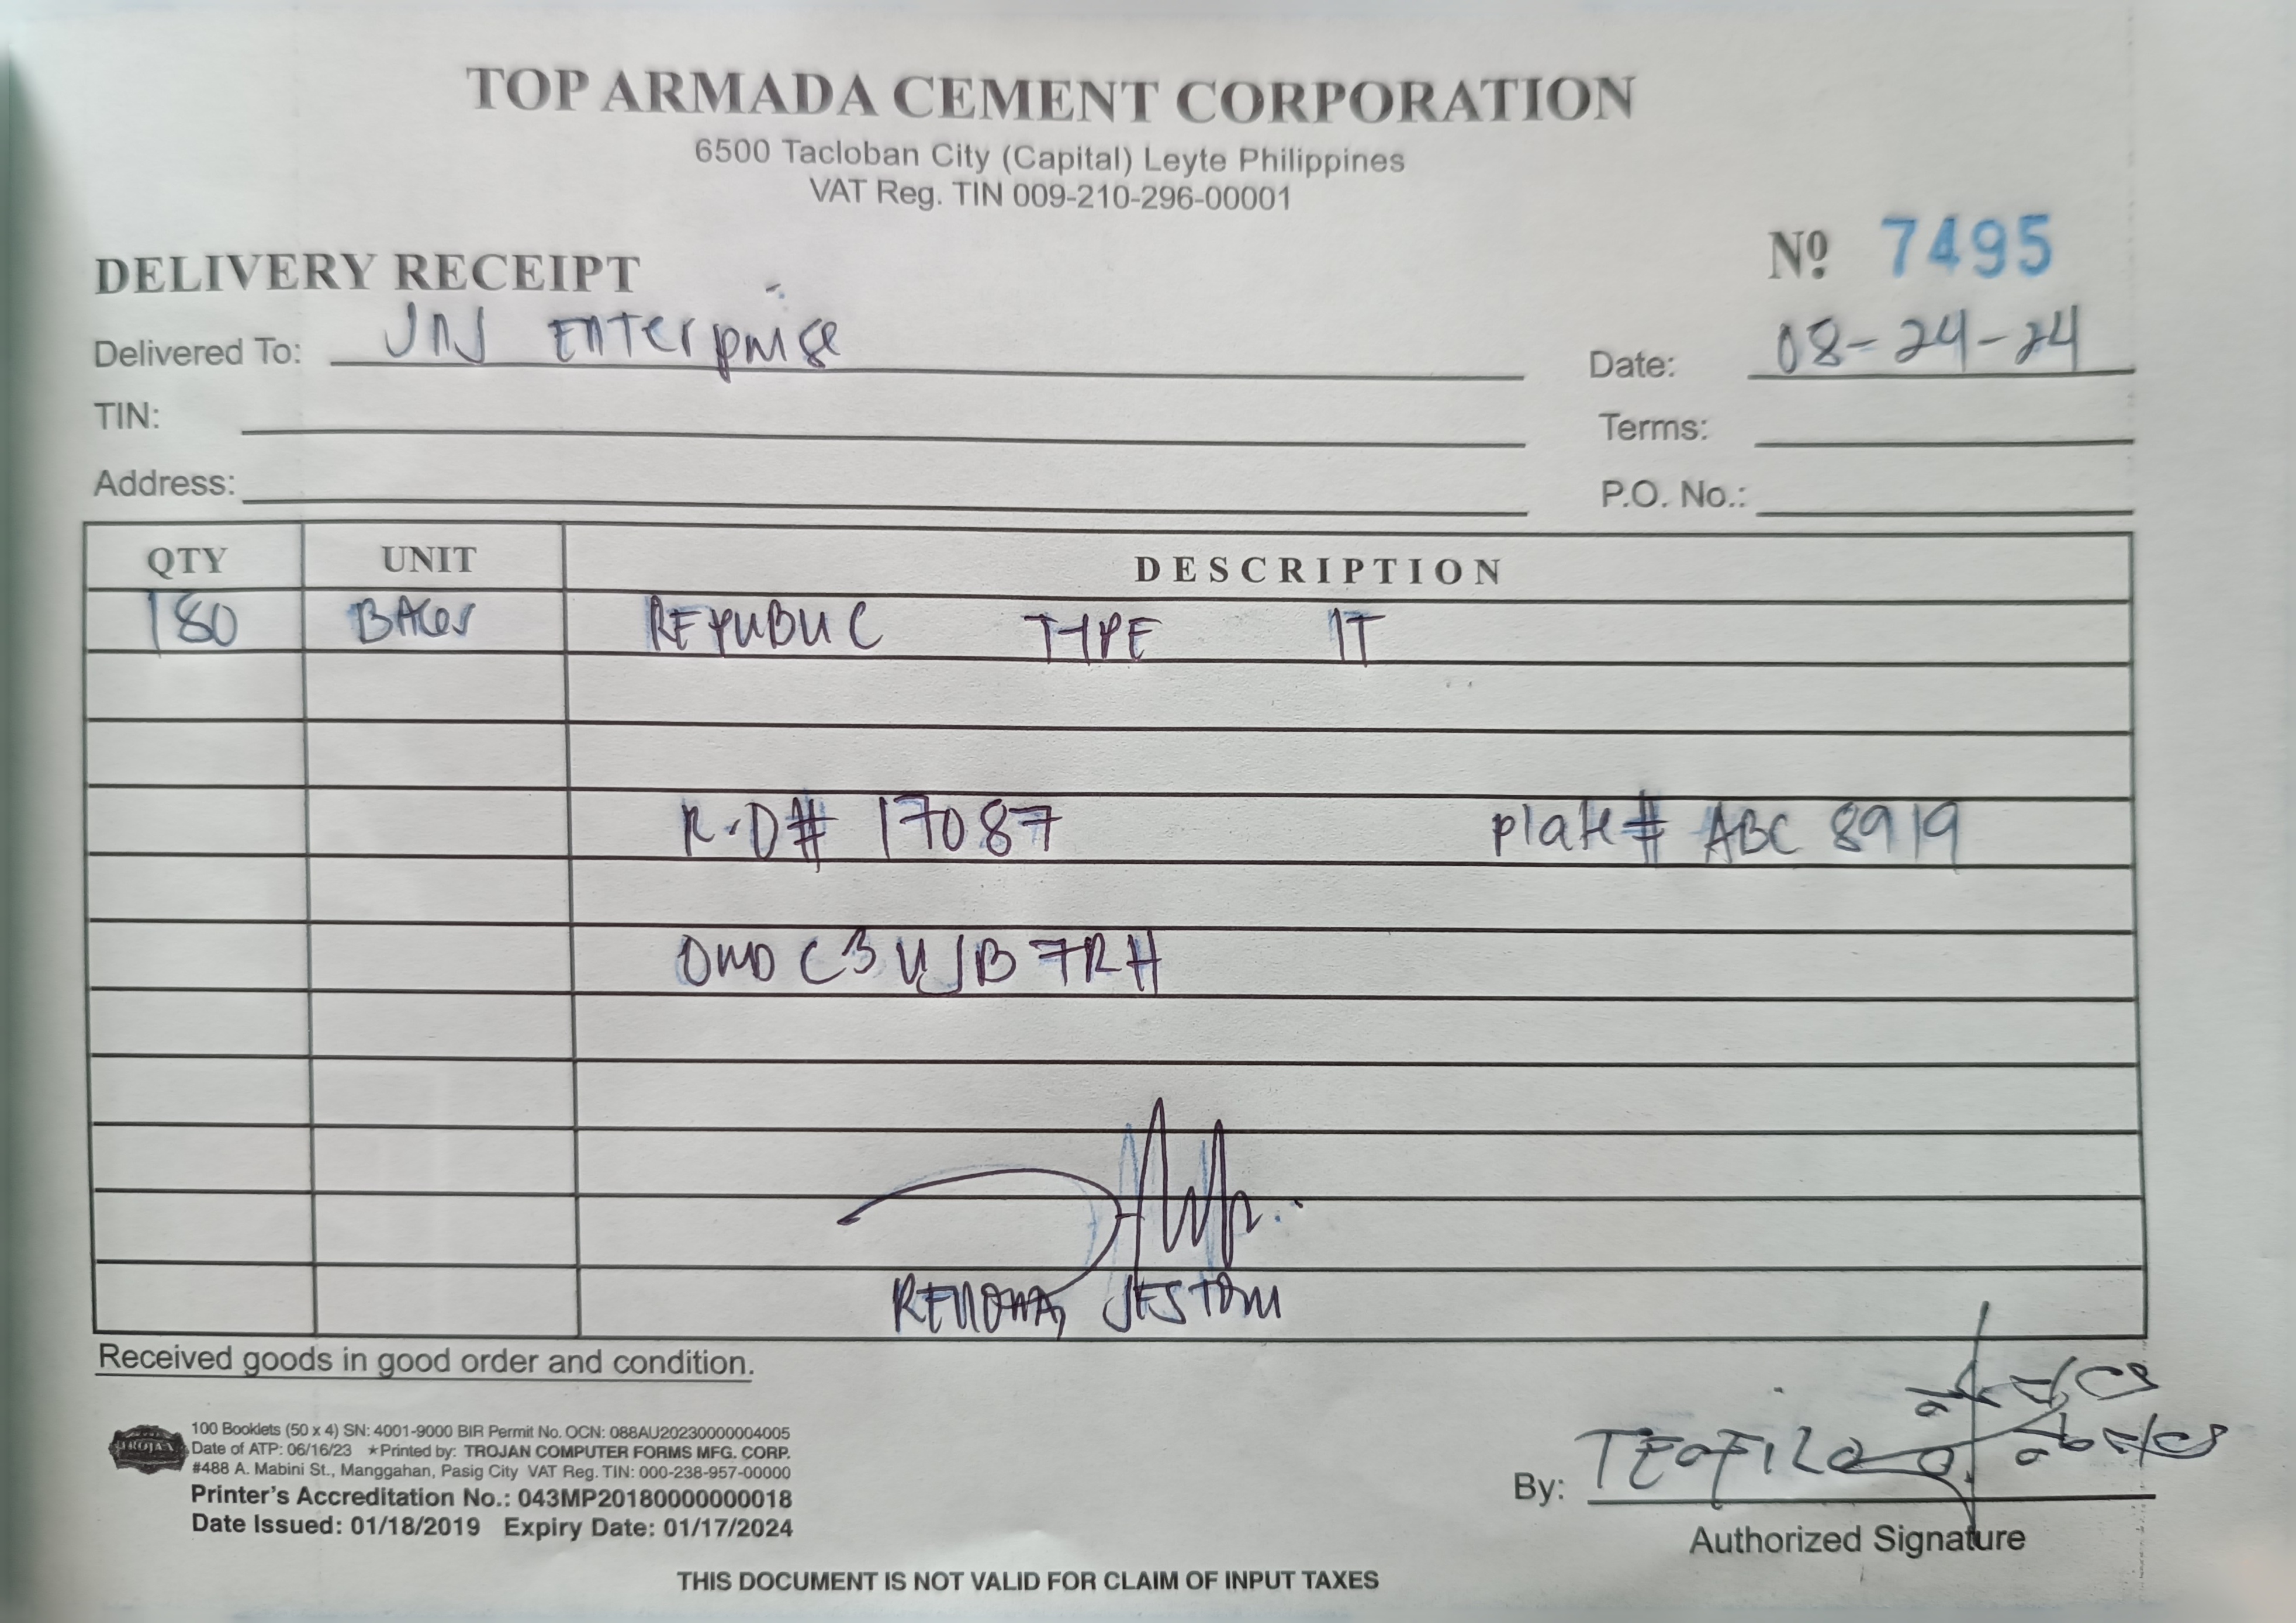 TOP ARMADA CEMENT CORPORATION
6500 Tacloban City (Capital) Leyte Philippines
VAT Reg. TIN 009-210-296-00001
Nº 7495
DELIVERY RECEIPT
Delivered To: JNJ Enterprise
Date: 08-24-24
TIN:
Terms:
Address:
P.O. No.:
QTY UNIT DESCRIPTION
180 BAGS REPUBLIC TYPE 1T
R.D# 17087 plate# ABC 8919
Received goods in good order and condition.
TROJAN
100 Booklets (50 x 4) SN: 4001-9000 BIR Permit No. OCN: 088AU20230000004005
Date of ATP: 06/16/23 ★Printed by: TROJAN COMPUTER FORMS MFG. CORP.
#488 A. Mabini St., Manggahan, Pasig City VAT Reg. TIN: 000-238-957-00000
Printer's Accreditation No.: 043MP20180000000018
Date Issued: 01/18/2019 Expiry Date: 01/17/2024
By: TEOFILO
Authorized Signature
THIS DOCUMENT IS NOT VALID FOR CLAIM OF INPUT TAXES